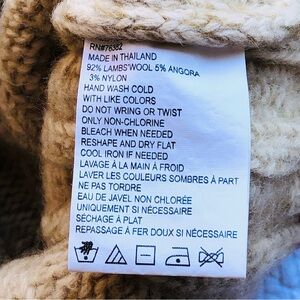 RN#76362
MADE IN THAILAND
92% LAMBS'WOOL 5% ANGORA
3% NYLON
HAND WASH COLD
WITH LIKE COLORS
DO NOT WRING OR TWIST
ONLY NON-CHLORINE
BLEACH WHEN NEEDED
RESHAPE AND DRY FLAT
COOL IRON IF NEEDED
LAVAGE À LA MAIN À FROID
LAVER LES COULEURS SOMBRES À PART
NE PAS TORDRE
EAU DE JAVEL NON CHLORÉE
UNIQUEMENT SI NÉCESSAIRE
SÉCHAGE À PLAT
REPASSAGE À FER DOUX SI NÉCESSAIRE